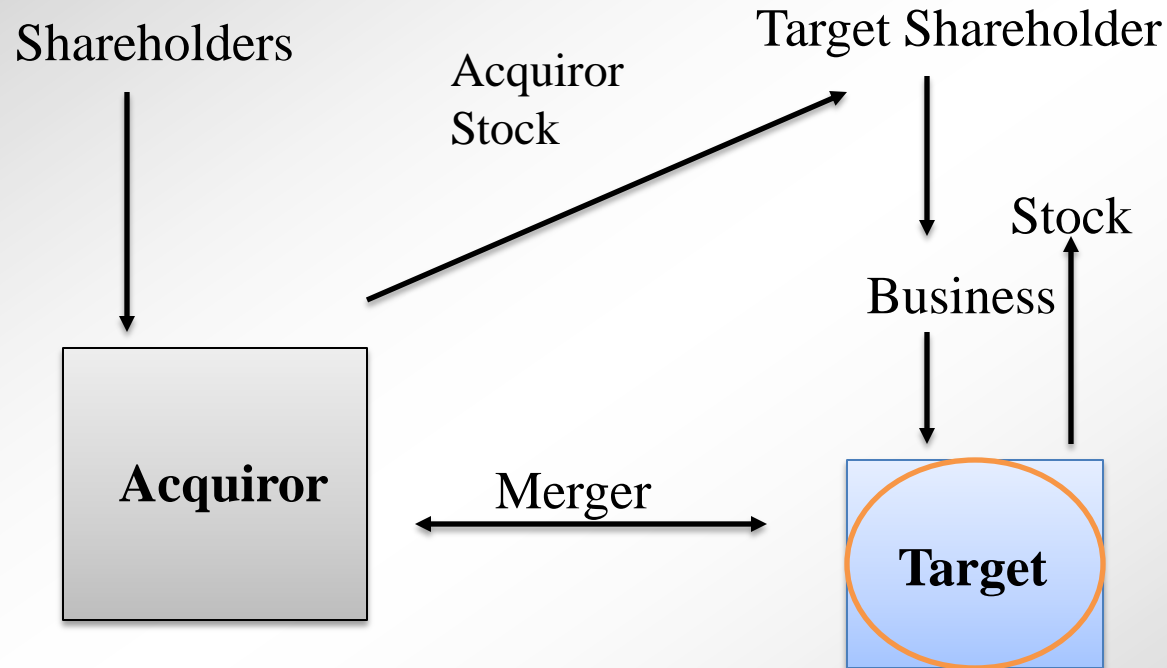 Shareholders
Target Shareholder
Acquiror
Stock
Stock
Business
Acquiror
Merger
Target